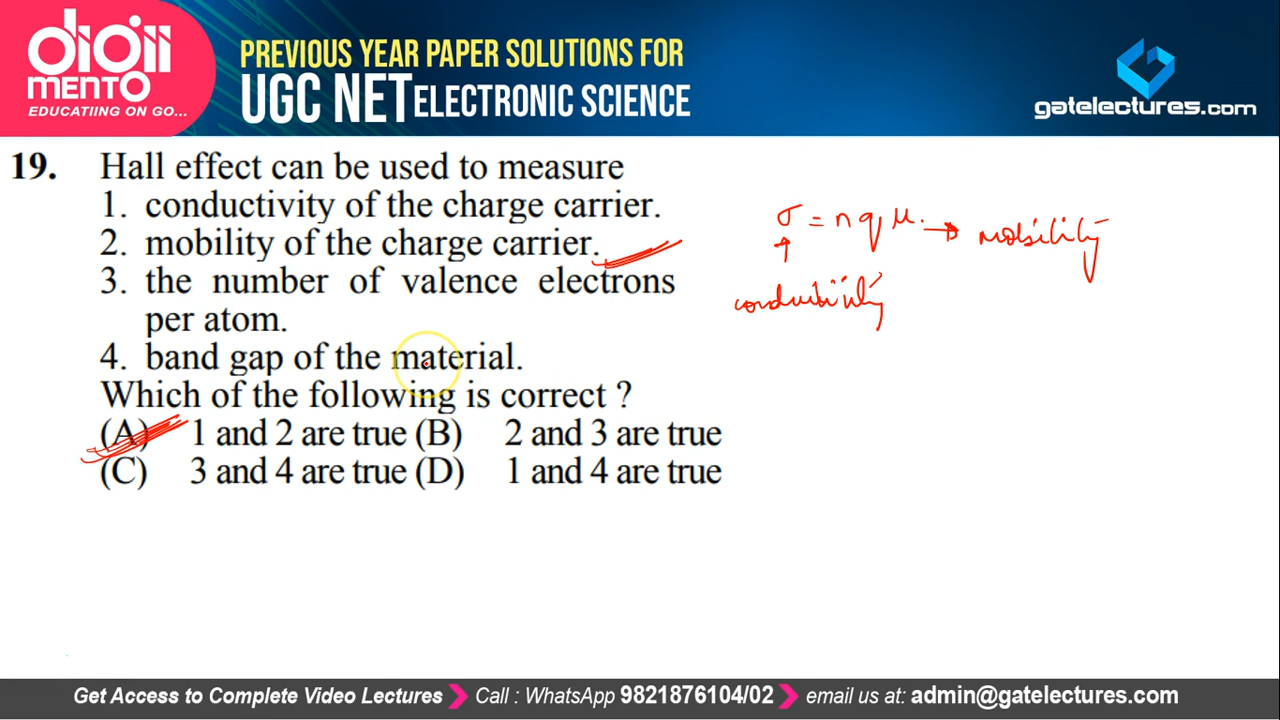 dioii
mento
EDUCATIING ON GO...
PREVIOUS YEAR PAPER SOLUTIONS FOR
UGC NET ELECTRONIC SCIENCE
gatelectures.com
19. Hall effect can be used to measure
1. conductivity of the charge carrier.
2. mobility of the charge carrier.
3. the number of valence electrons
per atom.
4. band gap of the material.
Which of the following is correct ?
(A) 1 and 2 are true (B) 2 and 3 are true
(C) 3 and 4 are true (D) 1 and 4 are true
σ = n q μ. → mobility
↑
Get Access to Complete Video Lectures Call : WhatsApp 9821876104/02 email us at: admin@gatelectures.com